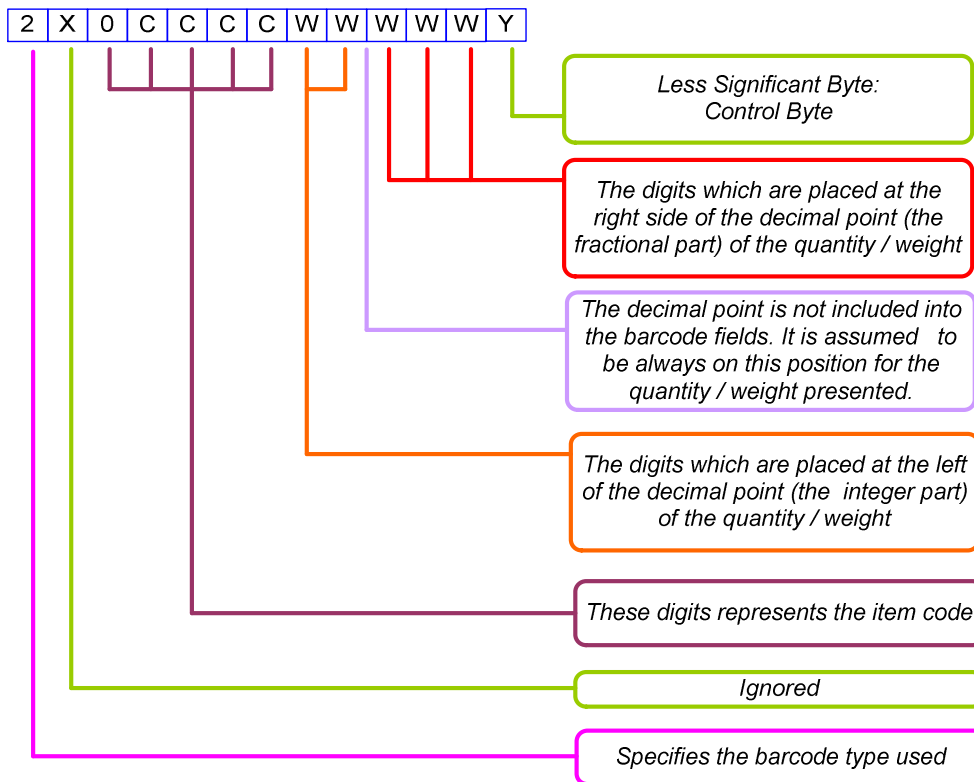 2 X 0 C C C C W W W W W Y
Less Significant Byte:
Control Byte
The digits which are placed at the
right side of the decimal point (the
fractional part) of the quantity / weight
The decimal point is not included into
the barcode fields. It is assumed to
be always on this position for the
quantity / weight presented.
The digits which are placed at the left
of the decimal point (the integer part)
of the quantity / weight
These digits represents the item code
Ignored
Specifies the barcode type used